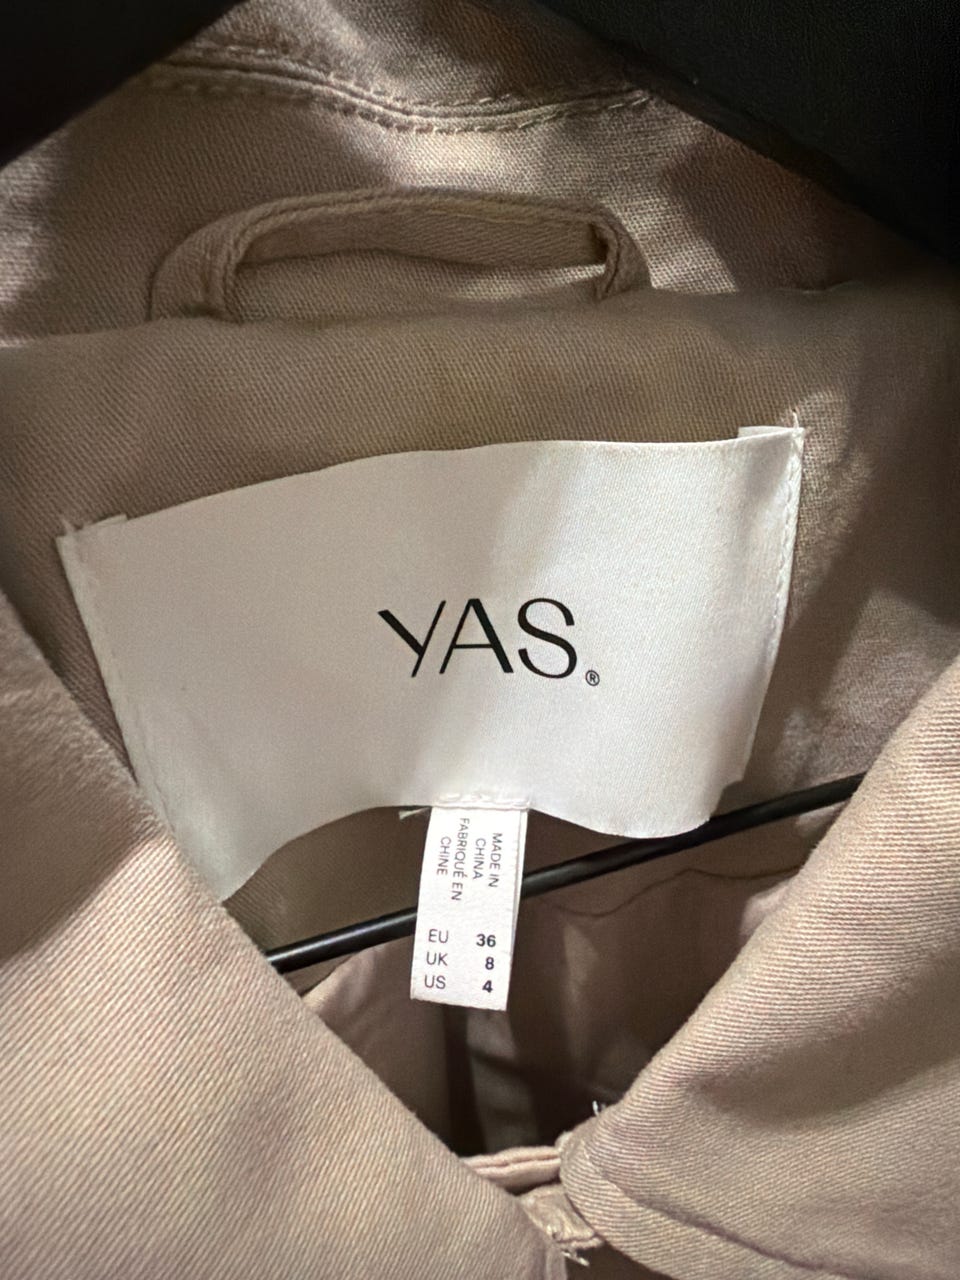 YAS.®
MADE IN
CHINA
FABRIQUÉ EN
CHINE
EU 36
UK 8
US 4